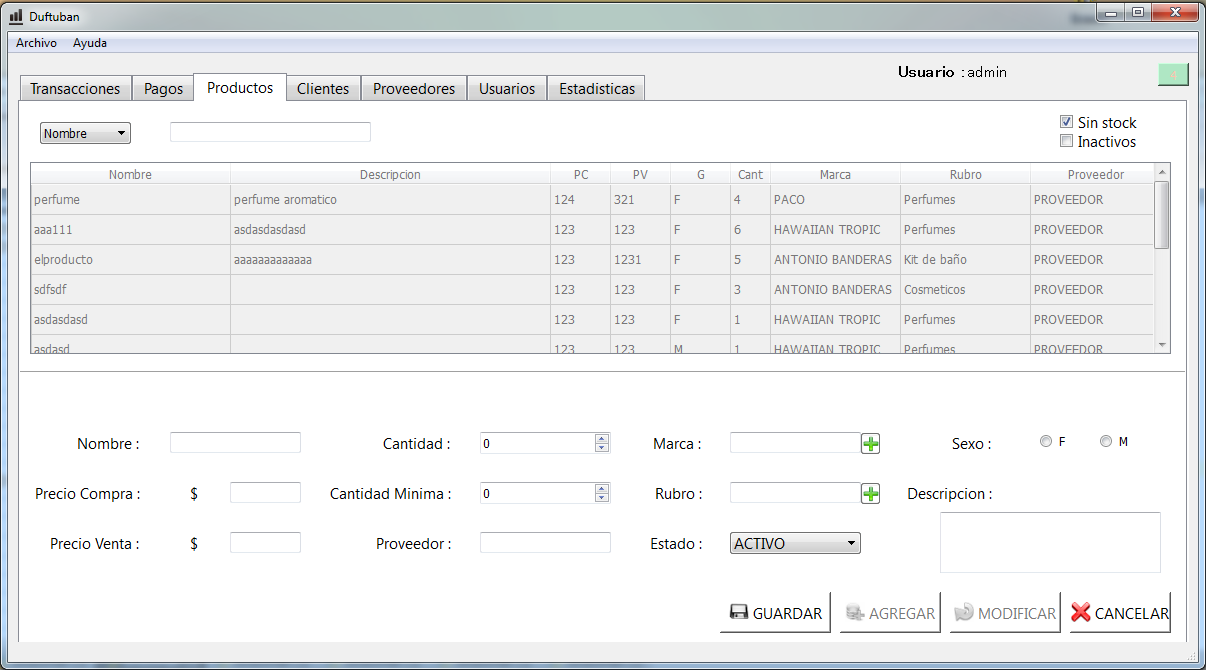 Duftuban
Archivo Ayuda
Usuario :admin
Transacciones Pagos Productos Clientes Proveedores Usuarios Estadisticas
Nombre
Sin stock
Inactivos
Nombre Descripcion PC PV G Cant Marca Rubro Proveedor
perfume perfume aromatico 124 321 F 4 PACO Perfumes PROVEEDOR
aaa111 asdasdasdasd 123 123 F 6 HAWAIIAN TROPIC Perfumes PROVEEDOR
elproducto aaaaaaaaaaaaa 123 1231 F 5 ANTONIO BANDERAS Kit de baño PROVEEDOR
sdfsdf 123 123 F 3 ANTONIO BANDERAS Cosmeticos PROVEEDOR
asdasdasd 123 123 F 1 HAWAIIAN TROPIC Perfumes PROVEEDOR
asdasd 123 123 M 1 HAWAIIAN TROPIC Perfumes PROVEEDOR
Nombre : Cantidad : 0 Marca : Sexo : F M
Precio Compra : $ Cantidad Minima : 0 Rubro : Descripcion :
Precio Venta : $ Proveedor : Estado : ACTIVO
GUARDAR AGREGAR MODIFICAR CANCELAR